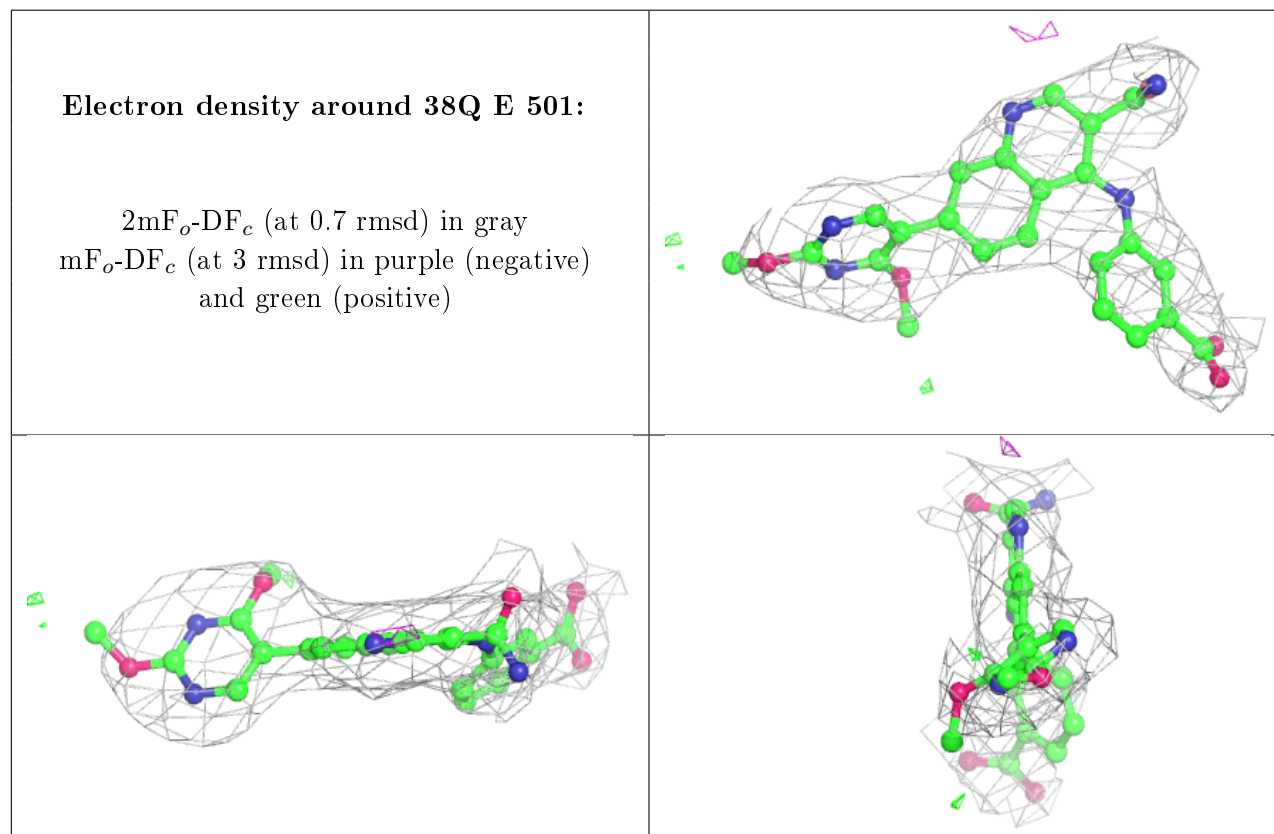 Electron density around 38Q E 501:
2mFₒ-DF𝒸 (at 0.7 rmsd) in gray
mFₒ-DF𝒸 (at 3 rmsd) in purple (negative)
and green (positive)